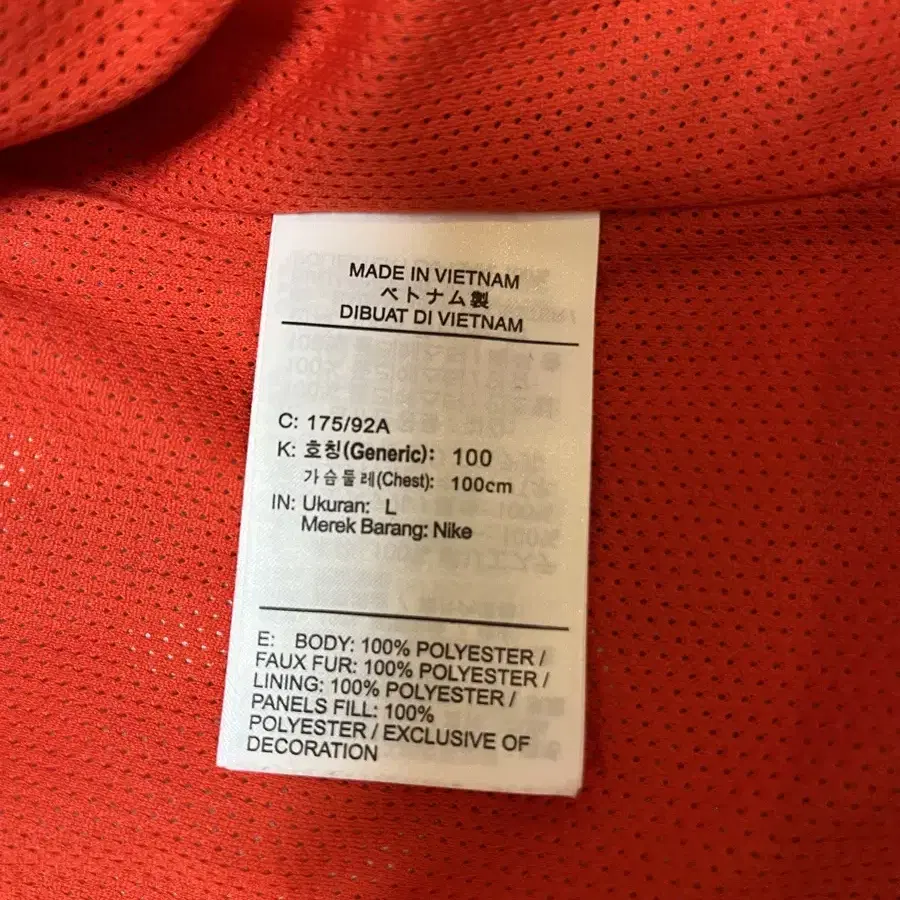 MADE IN VIETNAM
ベトナム製
DIBUAT DI VIETNAM
C: 175/92A
K: 호칭(Generic): 100
가슴둘레(Chest): 100cm
IN: Ukuran: L
Merek Barang: Nike
E: BODY: 100% POLYESTER /
FAUX FUR: 100% POLYESTER /
LINING: 100% POLYESTER /
PANELS FILL: 100%
POLYESTER / EXCLUSIVE OF
DECORATION